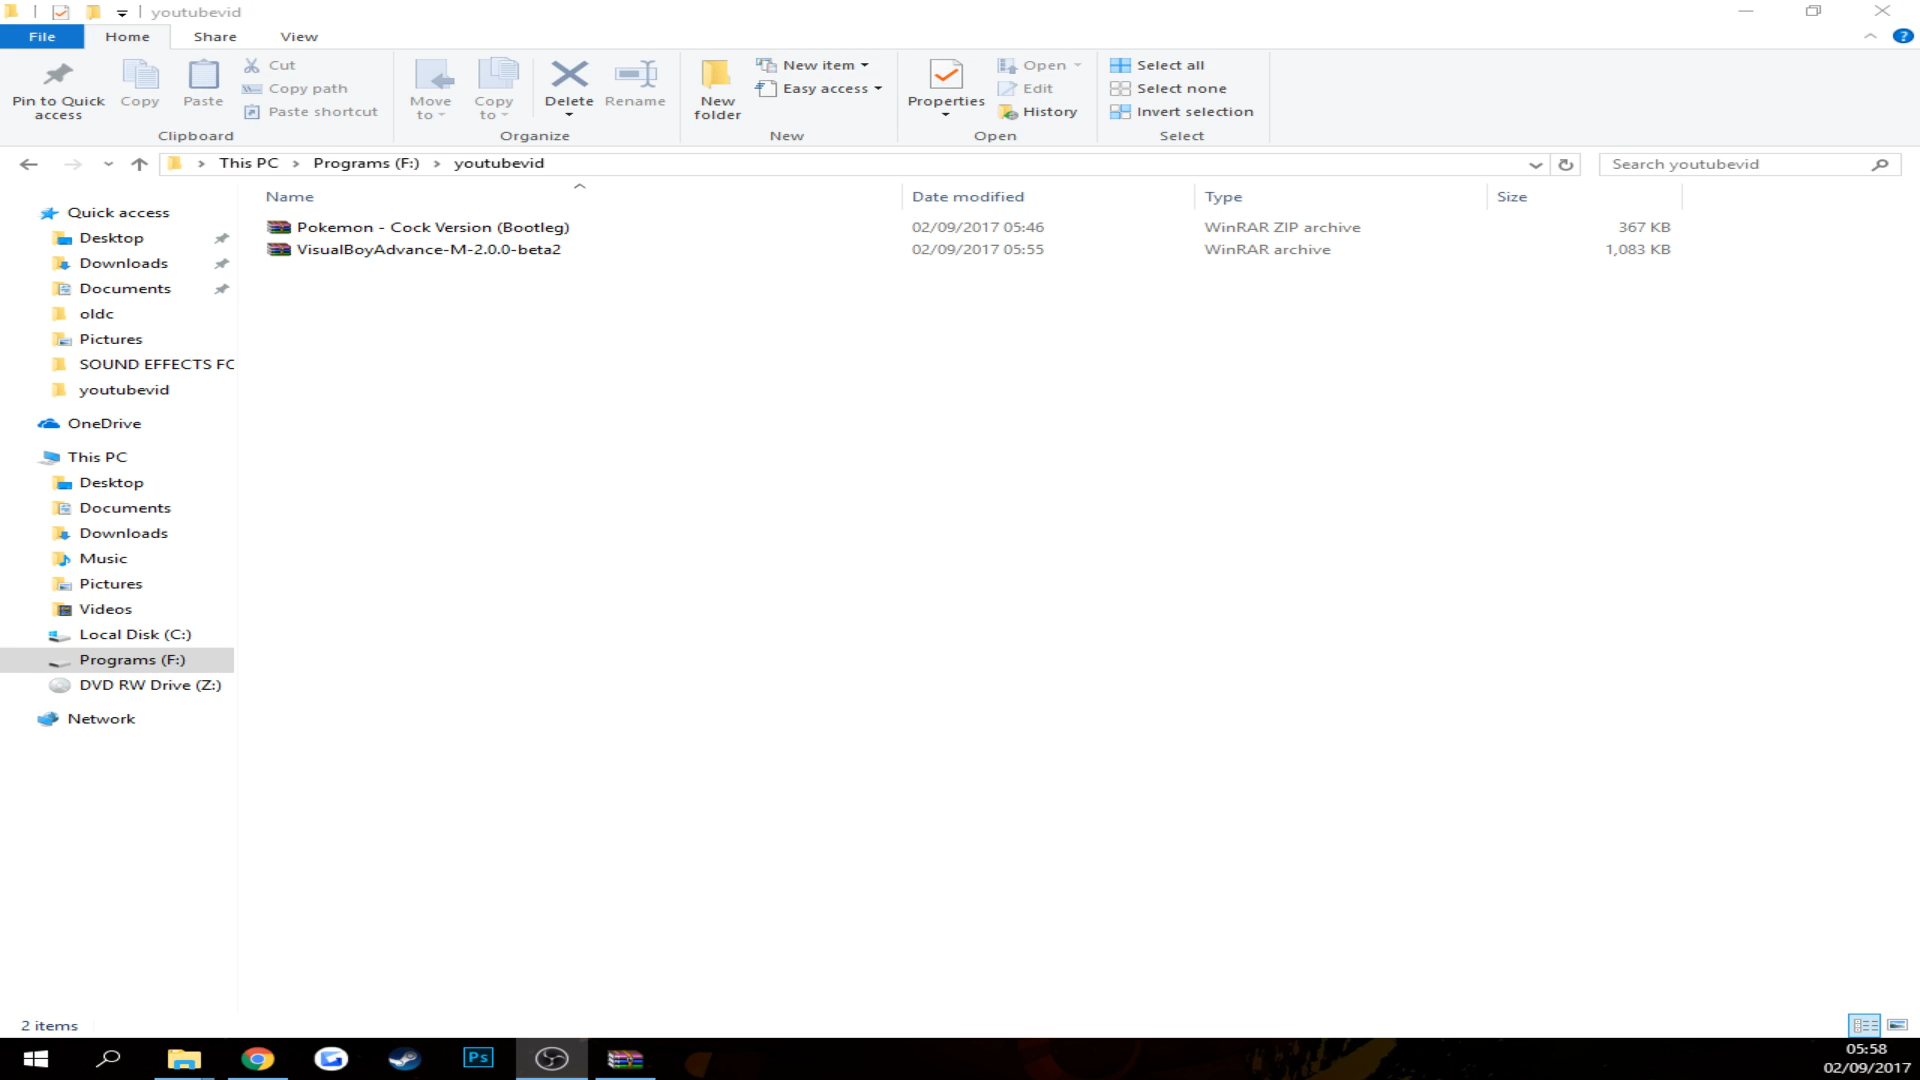 youtubevid
File Home Share View
Pin to Quick access
Copy
Paste
Cut
Copy path
Paste shortcut
Clipboard
Move to
Copy to
Delete
Rename
Organize
New folder
New item
Easy access
New
Properties
Open
Edit
History
Open
Select all
Select none
Invert selection
Select
This PC > Programs (F:) > youtubevid
Search youtubevid
Name Date modified Type Size
Pokemon - Cock Version (Bootleg) 02/09/2017 05:46 WinRAR ZIP archive 367 KB
VisualBoyAdvance-M-2.0.0-beta2 02/09/2017 05:55 WinRAR archive 1,083 KB
Quick access
Desktop
Downloads
Documents
oldc
Pictures
SOUND EFFECTS FC
youtubevid
OneDrive
This PC
Desktop
Documents
Downloads
Music
Pictures
Videos
Local Disk (C:)
Programs (F:)
DVD RW Drive (Z:)
Network
2 items
Ps
05:58
02/09/2017